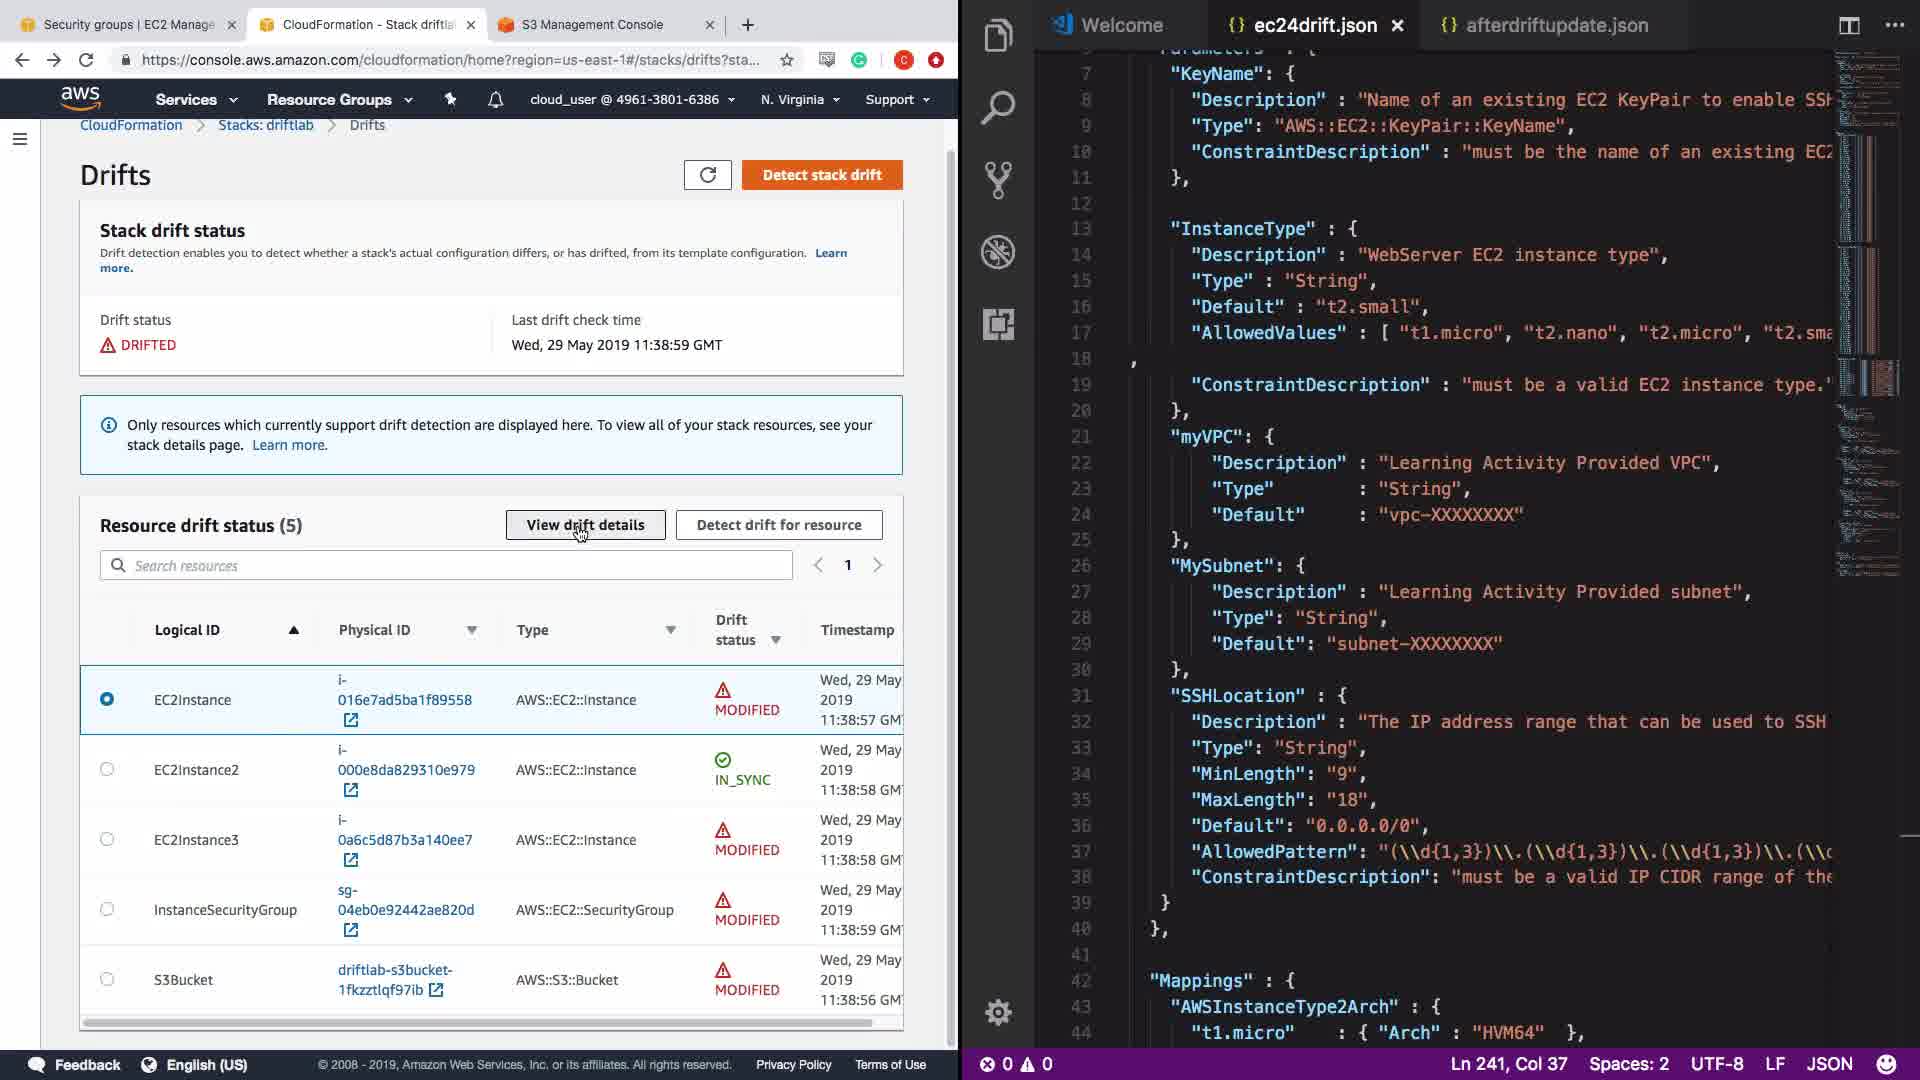 Security groups | EC2 Manage
CloudFormation - Stack driftla
S3 Management Console
https://console.aws.amazon.com/cloudformation/home?region=us-east-1#/stacks/drifts?sta...
aws
Services
Resource Groups
cloud_user @ 4961-3801-6386
N. Virginia
Support
CloudFormation
Stacks: driftlab
Drifts
Drifts
Detect stack drift
Stack drift status
Drift detection enables you to detect whether a stack's actual configuration differs, or has drifted, from its template configuration. Learn
more.
Drift status
Last drift check time
DRIFTED
Wed, 29 May 2019 11:38:59 GMT
Only resources which currently support drift detection are displayed here. To view all of your stack resources, see your
stack details page. Learn more.
Resource drift status (5)
View drift details
Detect drift for resource
Search resources
1
Logical ID
Physical ID
Type
Drift
status
Timestamp
EC2Instance
i-
016e7ad5ba1f89558
AWS::EC2::Instance
MODIFIED
Wed, 29 May
2019
11:38:57 GM
EC2Instance2
i-
000e8da829310e979
AWS::EC2::Instance
IN_SYNC
Wed, 29 May
2019
11:38:58 GM
EC2Instance3
i-
0a6c5d87b3a140ee7
AWS::EC2::Instance
MODIFIED
Wed, 29 May
2019
11:38:58 GM
InstanceSecurityGroup
sg-
04eb0e92442ae820d
AWS::EC2::SecurityGroup
MODIFIED
Wed, 29 May
2019
11:38:59 GM
S3Bucket
driftlab-s3bucket-
1fkzztlqf97ib
AWS::S3::Bucket
MODIFIED
Wed, 29 May
2019
11:38:56 GM
Feedback
English (US)
© 2008 - 2019, Amazon Web Services, Inc. or its affiliates. All rights reserved.
Privacy Policy
Terms of Use
Welcome
{} ec24drift.json
{} afterdriftupdate.json
7 "KeyName": {
8 "Description" : "Name of an existing EC2 KeyPair to enable SSH
9 "Type": "AWS::EC2::KeyPair::KeyName",
10 "ConstraintDescription" : "must be the name of an existing EC2
11 },
12
13 "InstanceType" : {
14 "Description" : "WebServer EC2 instance type",
15 "Type" : "String",
16 "Default" : "t2.small",
17 "AllowedValues" : [ "t1.micro", "t2.nano", "t2.micro", "t2.sma
18 ,
19 "ConstraintDescription" : "must be a valid EC2 instance type."
20 },
21 "myVPC": {
22 "Description" : "Learning Activity Provided VPC",
23 "Type" : "String",
24 "Default" : "vpc-XXXXXXXX"
25 },
26 "MySubnet": {
27 "Description" : "Learning Activity Provided subnet",
28 "Type": "String",
29 "Default": "subnet-XXXXXXXX"
30 },
31 "SSHLocation" : {
32 "Description" : "The IP address range that can be used to SSH
33 "Type": "String",
34 "MinLength": "9",
35 "MaxLength": "18",
36 "Default": "0.0.0.0/0",
37 "AllowedPattern": "(\\d{1,3})\\.(\\d{1,3})\\.(\\d{1,3})\\.(\\d
38 "ConstraintDescription": "must be a valid IP CIDR range of the
39 }
40 },
41
42 "Mappings" : {
43 "AWSInstanceType2Arch" : {
44 "t1.micro" : { "Arch" : "HVM64" },
0 0
Ln 241, Col 37
Spaces: 2
UTF-8
LF
JSON